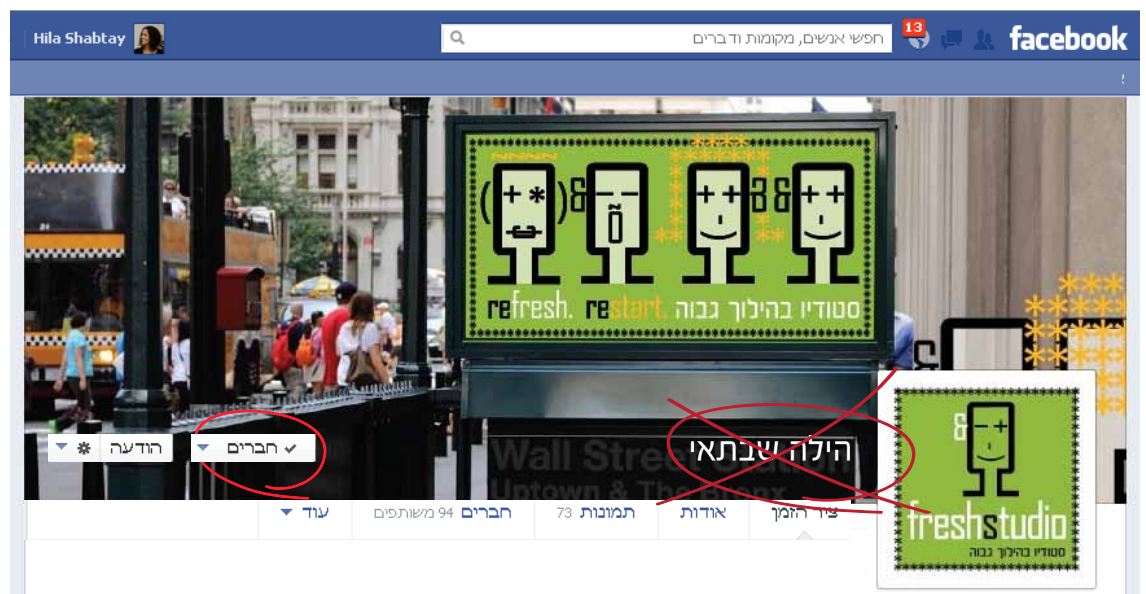 facebook
13
חפשי אנשים, מקומות ודברים
Hila Shabtay
refresh. restart. סטודיו בהילוך גבוה
Wall Street
Uptown & The Bronx
הילה שבתאי
חברים
הודעה
ציר הזמן
אודות
תמונות 73
חברים 94 משותפים
עוד
freshstudio
סטודיו בהילוך גבוה